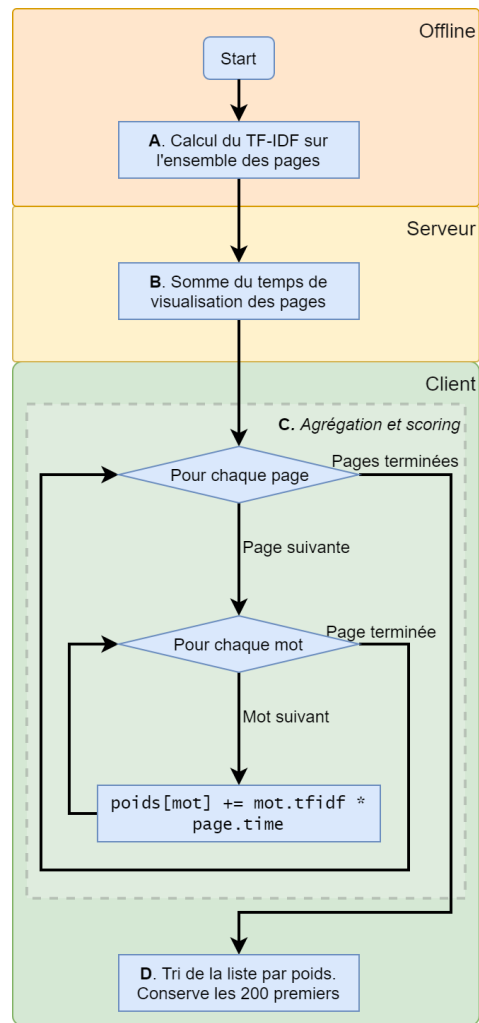 Offline
Start
A. Calcul du TF-IDF sur
l'ensemble des pages
Serveur
B. Somme du temps de
visualisation des pages
Client
C. Agrégation et scoring
Pour chaque page
Pages terminées
Page suivante
Pour chaque mot
Page terminée
Mot suivant
poids[mot] += mot.tfidf *
page.time
D. Tri de la liste par poids.
Conserve les 200 premiers